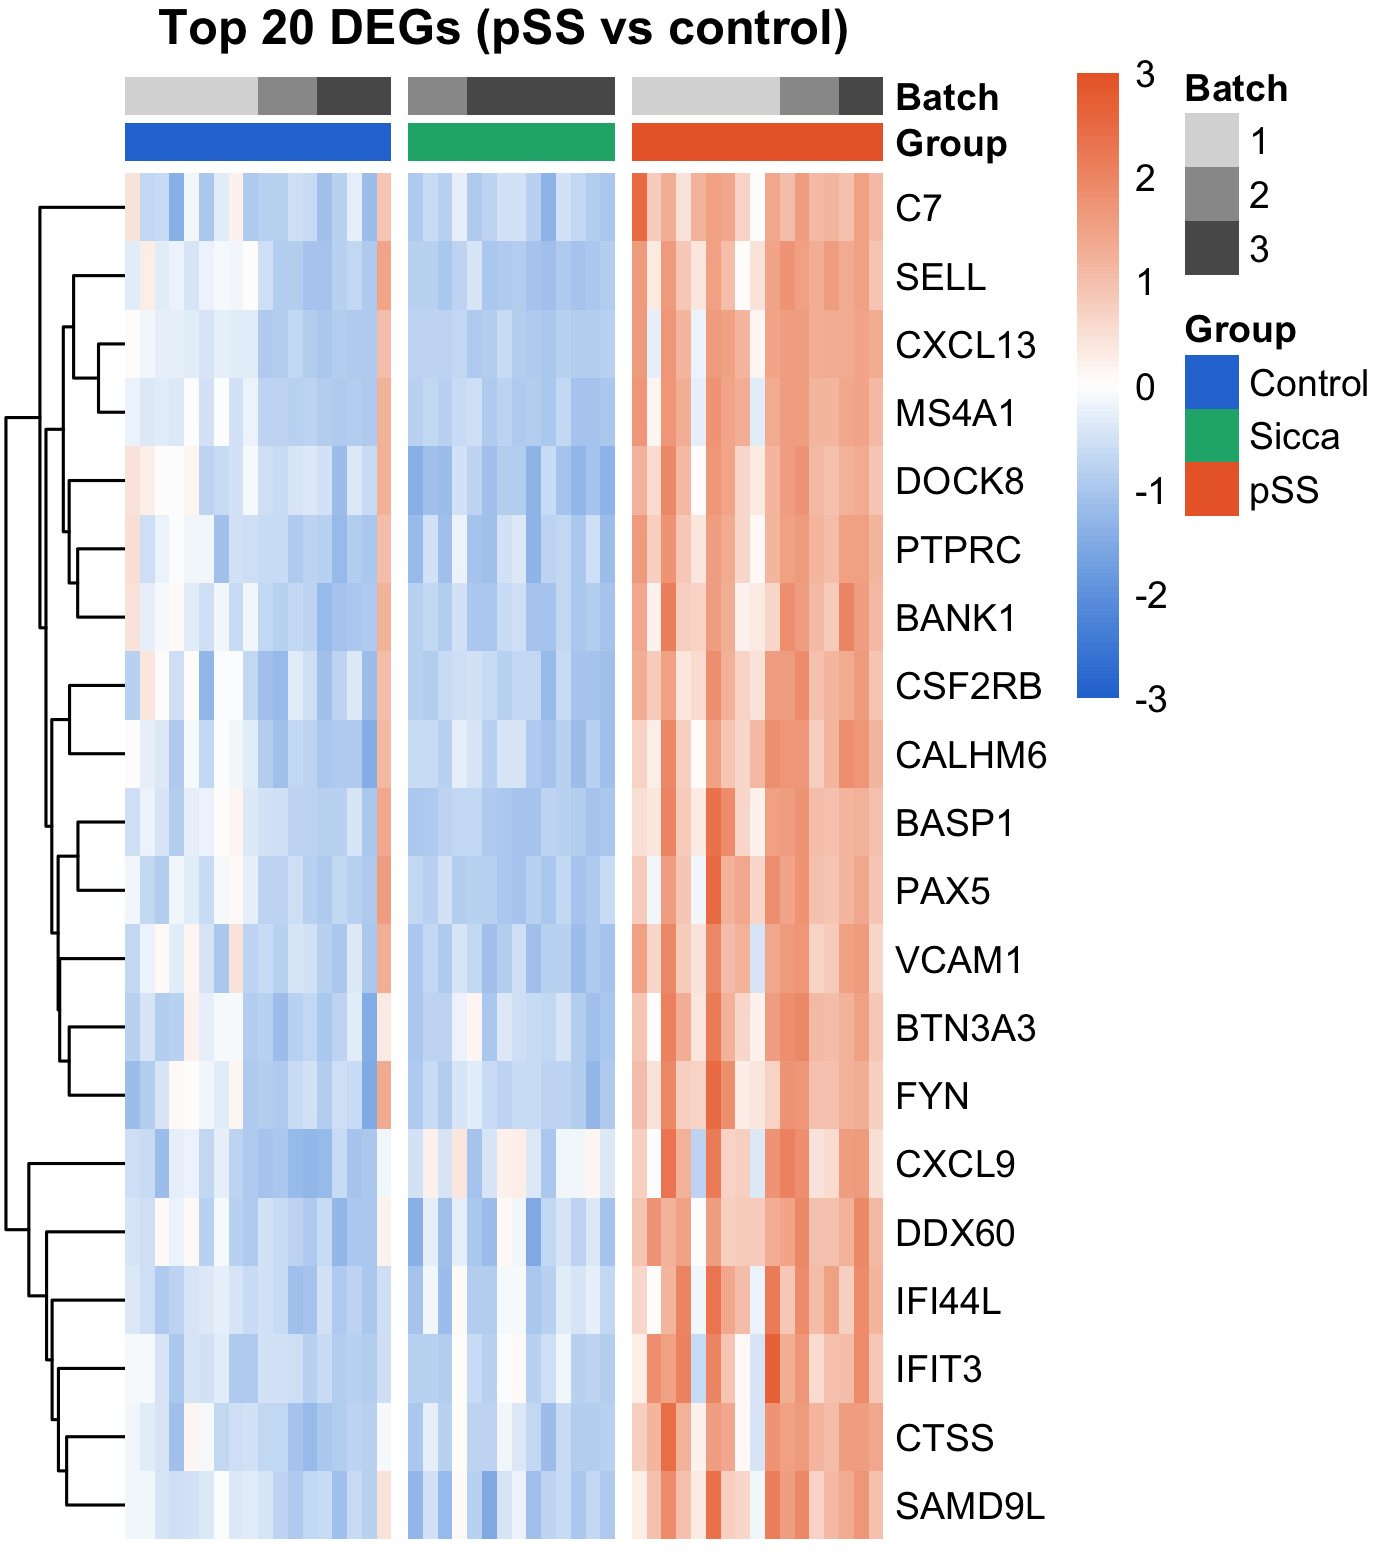 Top 20 DEGs (pSS vs control)
Batch
Group
C7
SELL
CXCL13
MS4A1
DOCK8
PTPRC
BANK1
CSF2RB
CALHM6
BASP1
PAX5
VCAM1
BTN3A3
FYN
CXCL9
DDX60
IFI44L
IFIT3
CTSS
SAMD9L
3
2
1
0
-1
-2
-3
Batch
1
2
3
Group
Control
Sicca
pSS